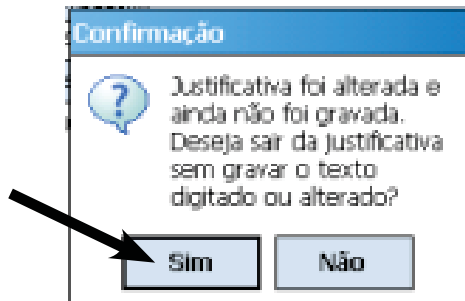 Confirmação
Justificativa foi alterada e
ainda não foi gravada.
Deseja sair da justificativa
sem gravar o texto
digitado ou alterado?
Sim Não